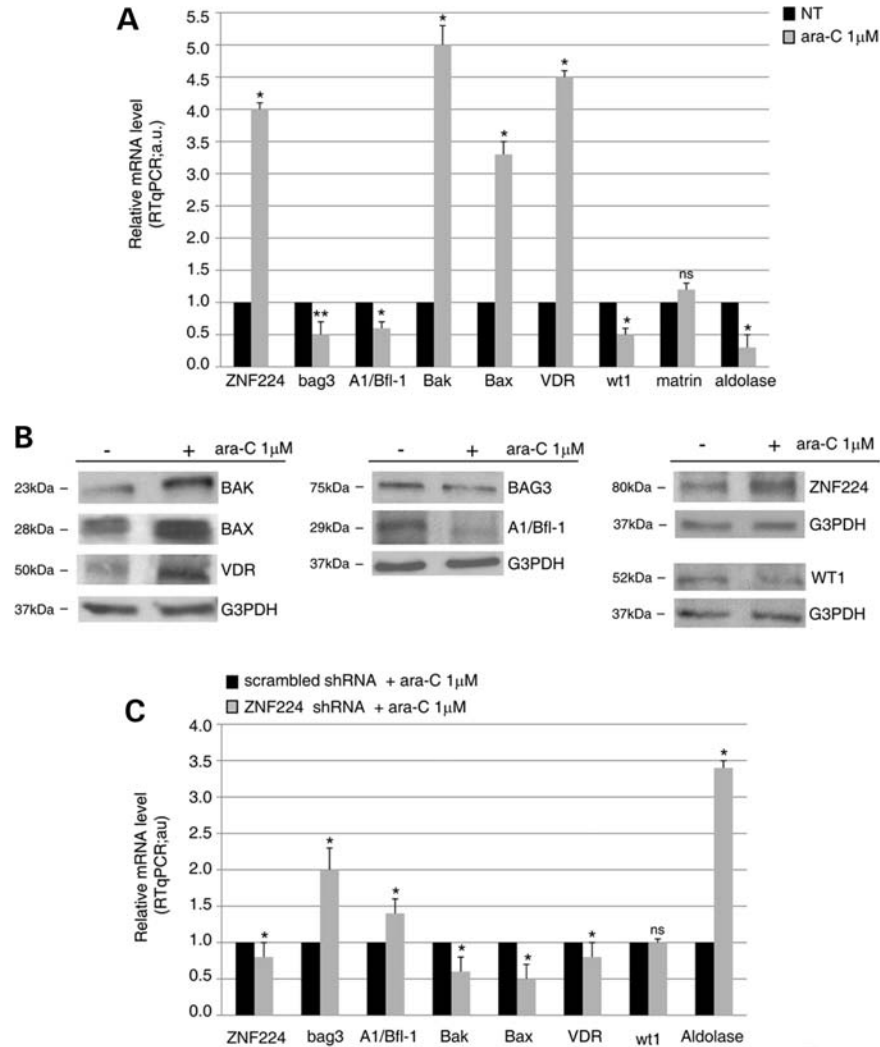 A
NT
ara-C 1μM
Relative mRNA level
(RTqPCR;a.u.)
5.5
5.0
4.5
4.0
3.5
3.0
2.5
2.0
1.5
1.0
0.5
0.0
* ** * * * * * ns *
ZNF224 bag3 A1/Bfl-1 Bak Bax VDR wt1 matrin aldolase
B
- + ara-C 1μM
23kDa – BAK
28kDa – BAX
50kDa – VDR
37kDa – G3PDH
- + ara-C 1μM
75kDa – BAG3
29kDa – A1/Bfl-1
37kDa – G3PDH
- + ara-C 1μM
80kDa – ZNF224
37kDa – G3PDH
52kDa – WT1
37kDa – G3PDH
C
scrambled shRNA + ara-C 1μM
ZNF224 shRNA + ara-C 1μM
Relative mRNA level
(RTqPCR;au)
4.0
3.5
3.0
2.5
2.0
1.5
1.0
0.5
0.0
* * * * * * ns *
ZNF224 bag3 A1/Bfl-1 Bak Bax VDR wt1 Aldolase